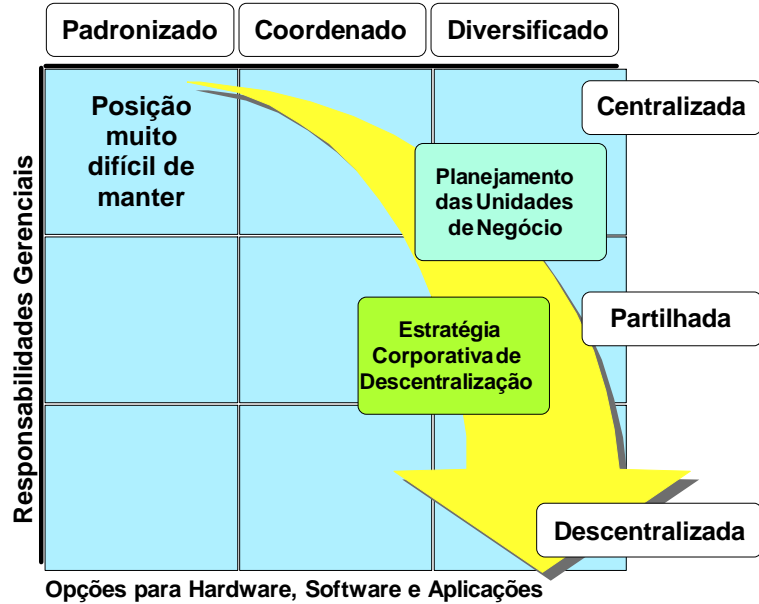 Padronizado
Coordenado
Diversificado
Posição
muito
difícil de
manter
Centralizada
Planejamento
das Unidades
de Negócio
Responsabilidades Gerenciais
Partilhada
Estratégia
Corporativa de
Descentralização
Descentralizada
Opções para Hardware, Software e Aplicações